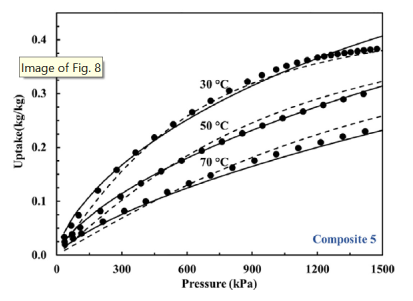 0.4
Image of Fig. 8
0.3
0.2
0.1
0.0
Uptake(kg/kg)
30 °C
50 °C
70 °C
Composite 5
0 300 600 900 1200 1500
Pressure (kPa)